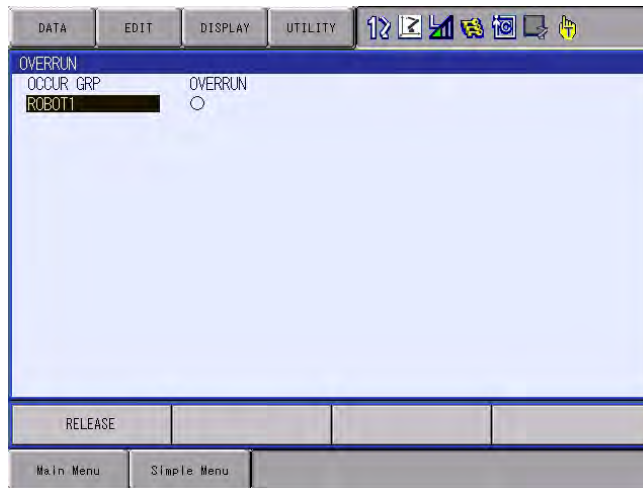 DATA EDIT DISPLAY UTILITY
OVERRUN
OCCUR GRP OVERRUN
ROBOT1
RELEASE
Main Menu Simple Menu